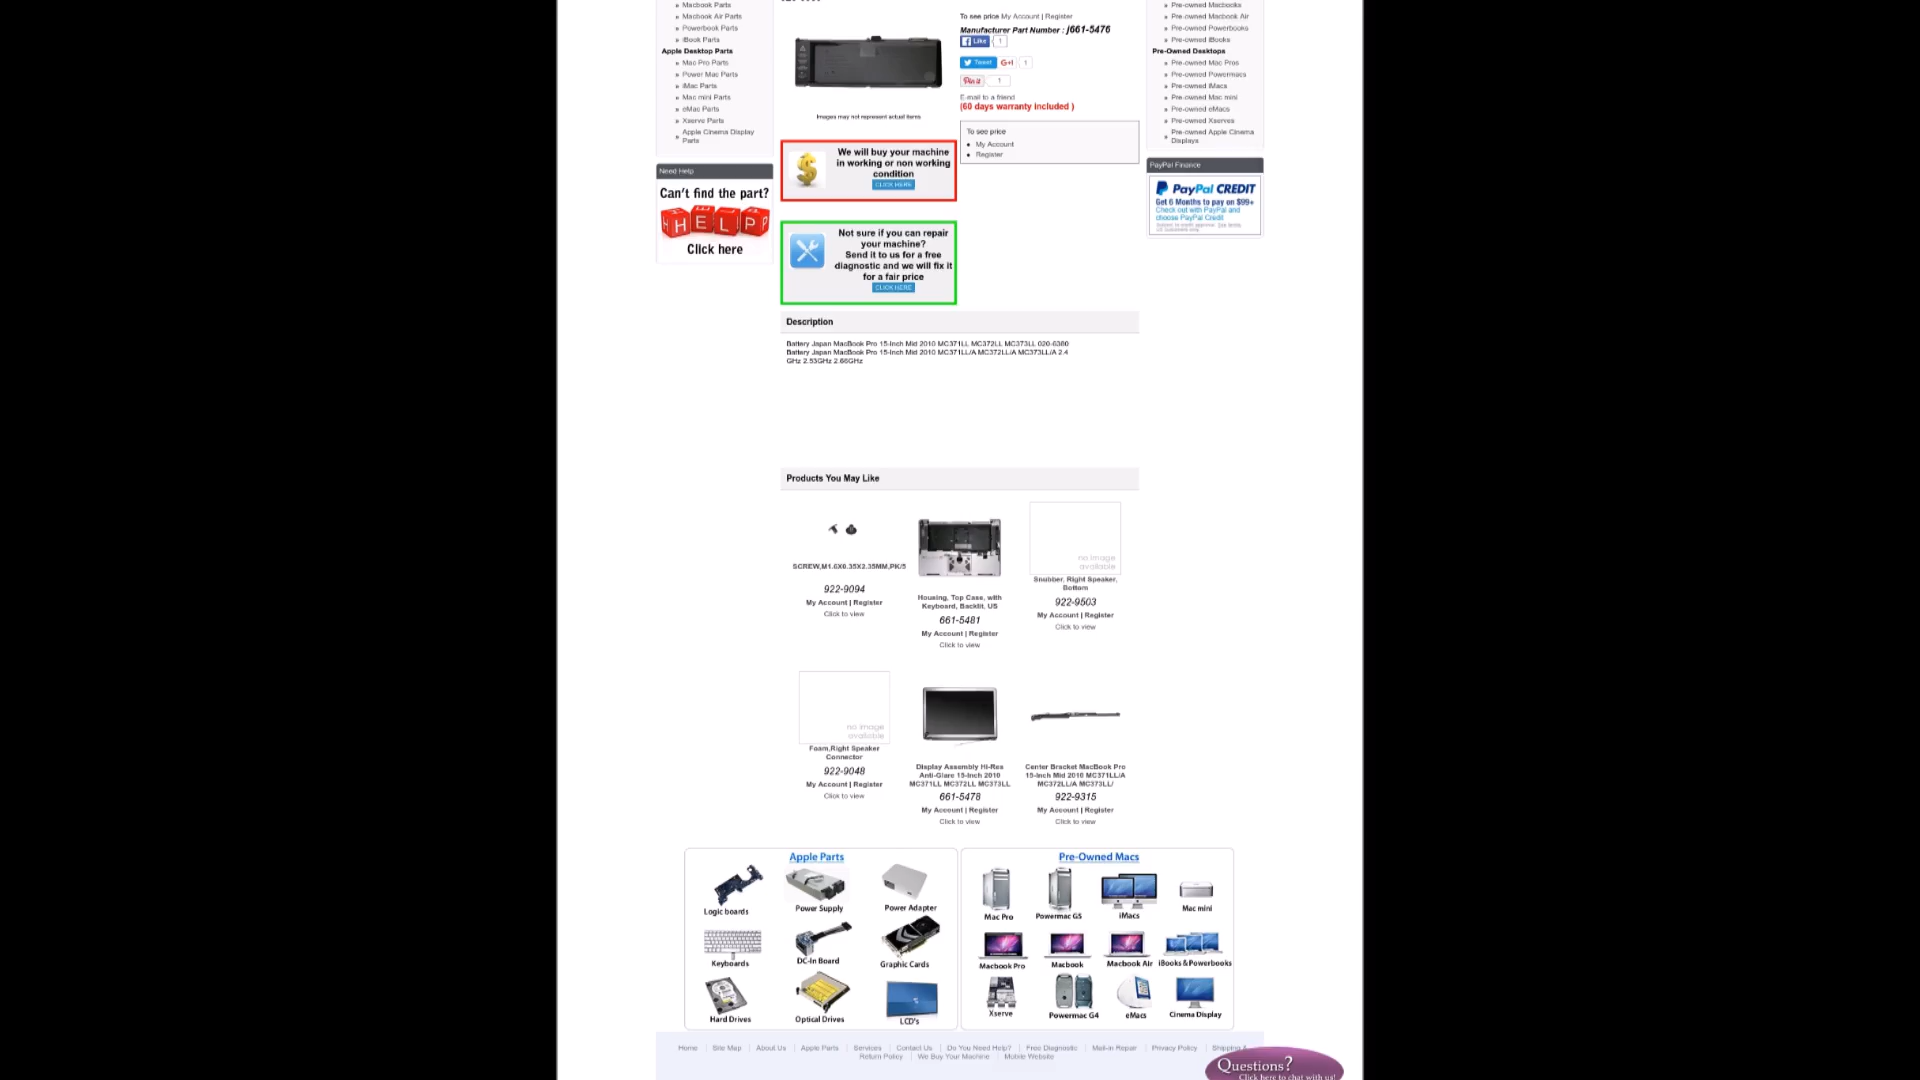 » Macbook Parts
» Macbook Air Parts
» Powerbook Parts
» iBook Parts
Apple Desktop Parts
» Mac Pro Parts
» Power Mac Parts
» iMac Parts
» Mac mini Parts
» eMac Parts
» Xserve Parts
» Apple Cinema Display
Parts
Need Help
Can't find the part?
HELP
Click here
Images may not represent actual items
We will buy your machine
in working or non working
condition
CLICK HERE
Not sure if you can repair
your machine?
Send it to us for a free
diagnostic and we will fix it
for a fair price
CLICK HERE
To see price My Account | Register
Manufacturer Part Number : j661-5476
Like 1
Tweet G+1 1
Pin it 1
E-mail to a friend
(60 days warranty included )
To see price
• My Account
• Register
» Pre-owned Macbooks
» Pre-owned Macbook Air
» Pre-owned Powerbooks
» Pre-owned iBooks
Pre-Owned Desktops
» Pre-owned Mac Pros
» Pre-owned Powermacs
» Pre-owned iMacs
» Pre-owned Mac mini
» Pre-owned eMacs
» Pre-owned Xserves
» Pre-owned Apple Cinema
Displays
PayPal Finance
PayPal CREDIT
Get 6 Months to pay on $99+
Check out with PayPal and
choose PayPal Credit
Subject to credit approval. See terms.
US customers only.
Description
Battery Japan MacBook Pro 15-Inch Mid 2010 MC371LL MC372LL MC373LL 020-6380
Battery Japan MacBook Pro 15-Inch Mid 2010 MC371LL/A MC372LL/A MC373LL/A 2.4
GHz 2.53GHz 2.66GHz
Products You May Like
SCREW,M1.6X0.35X2.35MM,PK/5
922-9094
My Account | Register
Click to view
Housing, Top Case, with
Keyboard, Backlit, US
661-5481
My Account | Register
Click to view
no image
available
Snubber, Right Speaker,
Bottom
922-9503
My Account | Register
Click to view
no image
available
Foam,Right Speaker
Connector
922-9048
My Account | Register
Click to view
Display Assembly Hi-Res
Anti-Glare 15-Inch 2010
MC371LL MC372LL MC373LL
661-5478
My Account | Register
Click to view
Center Bracket MacBook Pro
15-Inch Mid 2010 MC371LL/A
MC372LL/A MC373LL/
922-9315
My Account | Register
Click to view
Apple Parts
Logic boards
Power Supply
Power Adapter
Keyboards
DC-In Board
Graphic Cards
Hard Drives
Optical Drives
LCD's
Pre-Owned Macs
Mac Pro
Powermac G5
iMacs
Mac mini
Macbook Pro
Macbook
Macbook Air
iBooks & Powerbooks
Xserve
Powermac G4
eMacs
Cinema Display
Home | Site Map | About Us | Apple Parts | Services | Contact Us | Do You Need Help? | Free Diagnostic | Mail-in Repair | Privacy Policy | Shipping &
Return Policy | We Buy Your Machine | Mobile Website
Questions?
Click here to chat with us!